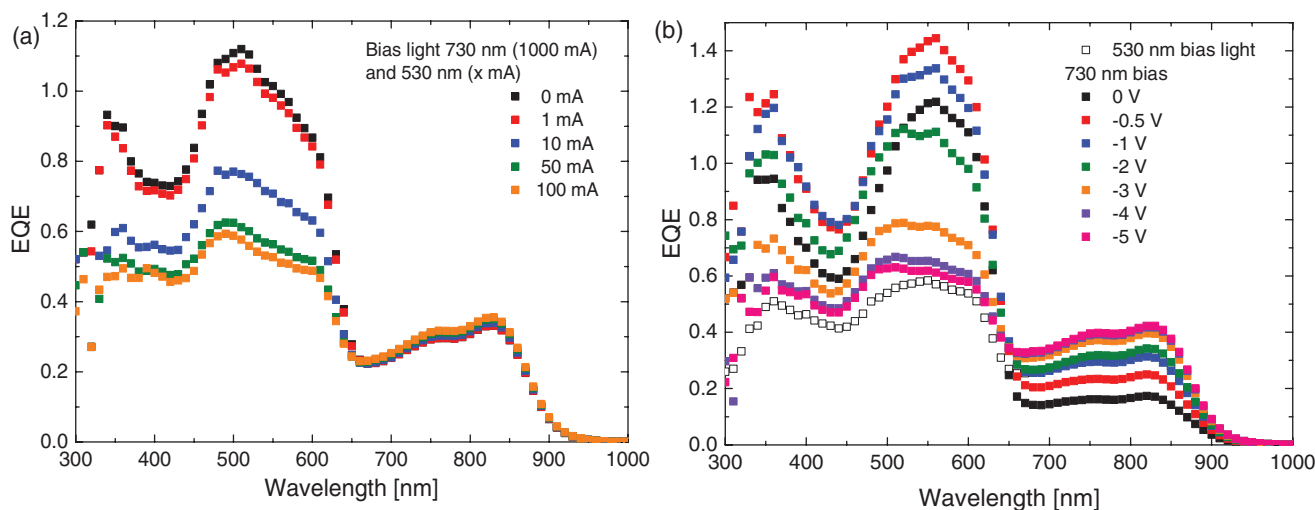 (a)
Bias light 730 nm (1000 mA)
and 530 nm (x mA)
0 mA
1 mA
10 mA
50 mA
100 mA
EQE
1.2
1.0
0.8
0.6
0.4
0.2
0.0
300 400 500 600 700 800 900 1000
Wavelength [nm]
(b)
530 nm bias light
730 nm bias
0 V
-0.5 V
-1 V
-2 V
-3 V
-4 V
-5 V
EQE
1.4
1.2
1.0
0.8
0.6
0.4
0.2
0.0
300 400 500 600 700 800 900 1000
Wavelength [nm]